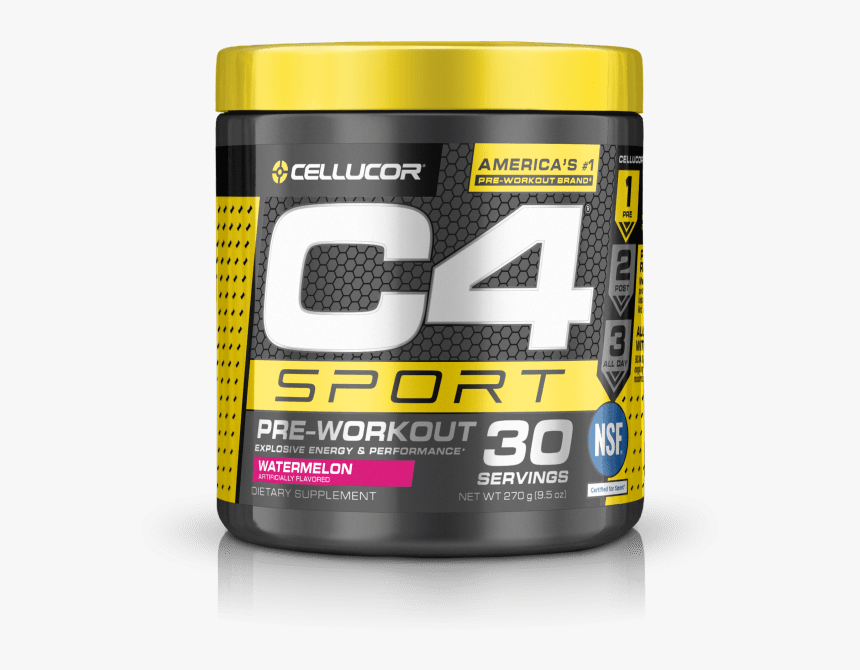 CELLUCOR®
AMERICA'S #1
PRE-WORKOUT BRAND*
C4®
SPORT
PRE-WORKOUT
EXPLOSIVE ENERGY & PERFORMANCE*
WATERMELON
ARTIFICIALLY FLAVORED
DIETARY SUPPLEMENT
30
SERVINGS
NET WT 270 g (9.5 oz)
CELLUCOR
1
PRE
2
POST
3
ALL DAY
NSF
Certified for Sport®